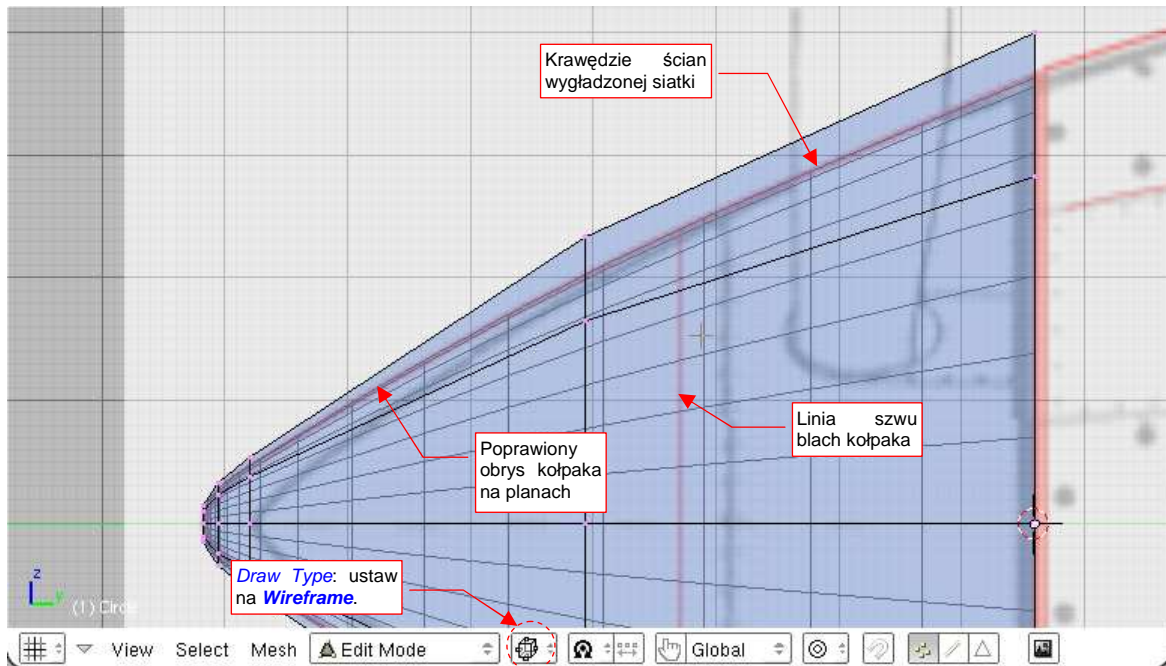 Krawędzie ścian
wygładzonej siatki
Linia szwu
blach kołpaka
Poprawiony
obrys kołpaka
na planach
Draw Type: ustaw
na Wireframe.
z
y
(1) Circle
View Select Mesh Edit Mode Global